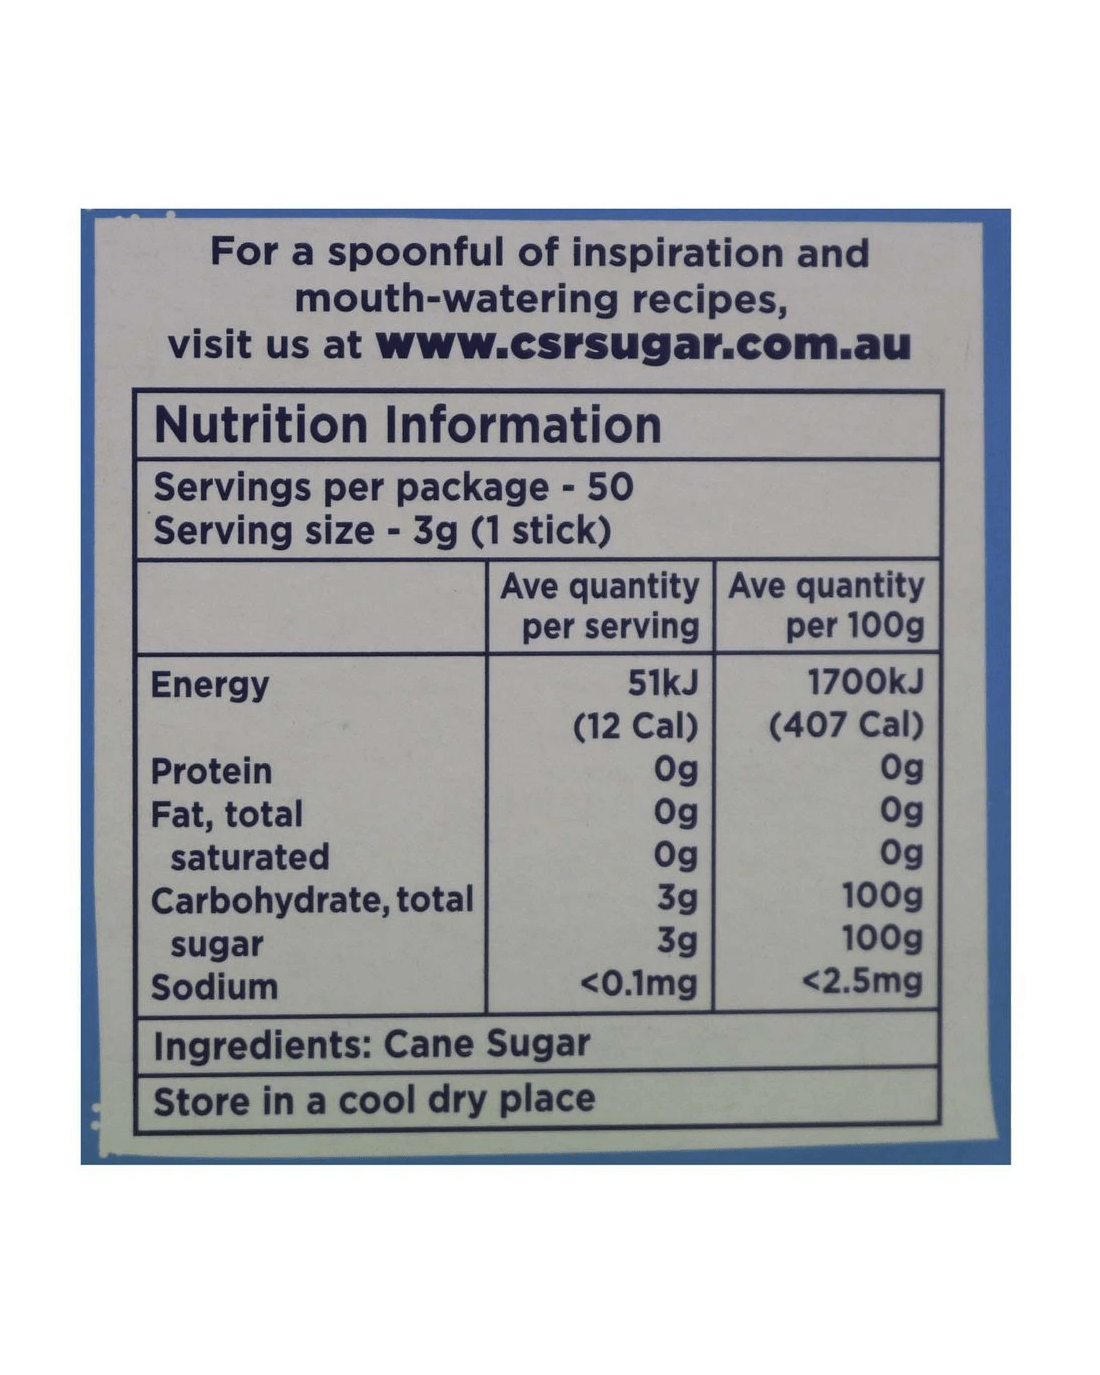 For a spoonful of inspiration and
mouth-watering recipes,
visit us at www.csrsugar.com.au
Nutrition Information
Servings per package - 50
Serving size - 3g (1 stick)
Ave quantity per serving Ave quantity per 100g
Energy 51kJ 1700kJ
(12 Cal) (407 Cal)
Protein 0g 0g
Fat, total 0g 0g
saturated 0g 0g
Carbohydrate, total 3g 100g
sugar 3g 100g
Sodium <0.1mg <2.5mg
Ingredients: Cane Sugar
Store in a cool dry place